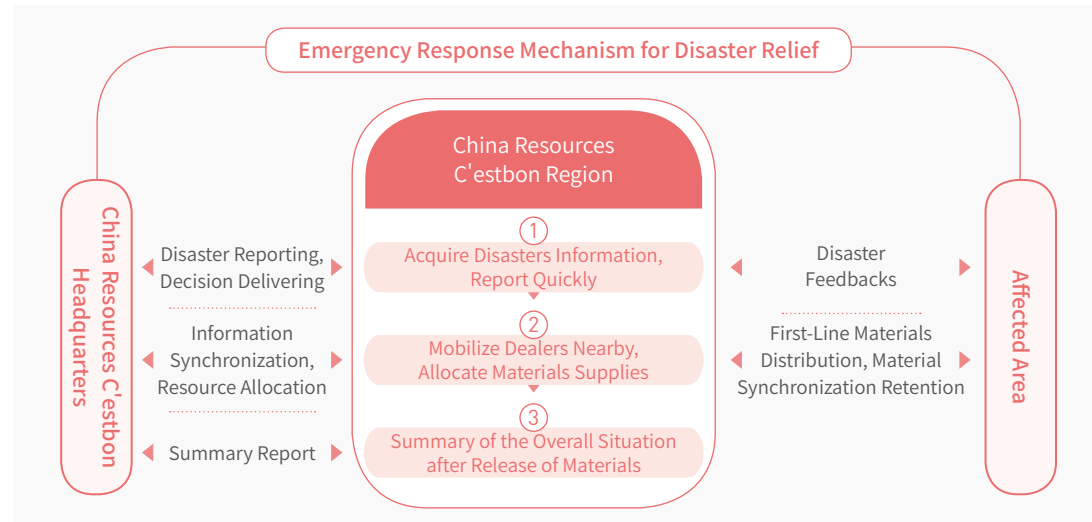 Emergency Response Mechanism for Disaster Relief
China Resources C'estbon
Headquarters
Disaster Reporting,
Decision Delivering
Information
Synchronization,
Resource Allocation
Summary Report
China Resources
C'estbon Region
1
Acquire Disasters Information,
Report Quickly
2
Mobilize Dealers Nearby,
Allocate Materials Supplies
3
Summary of the Overall Situation
after Release of Materials
Disaster
Feedbacks
First-Line Materials
Distribution, Material
Synchronization Retention
Affected Area